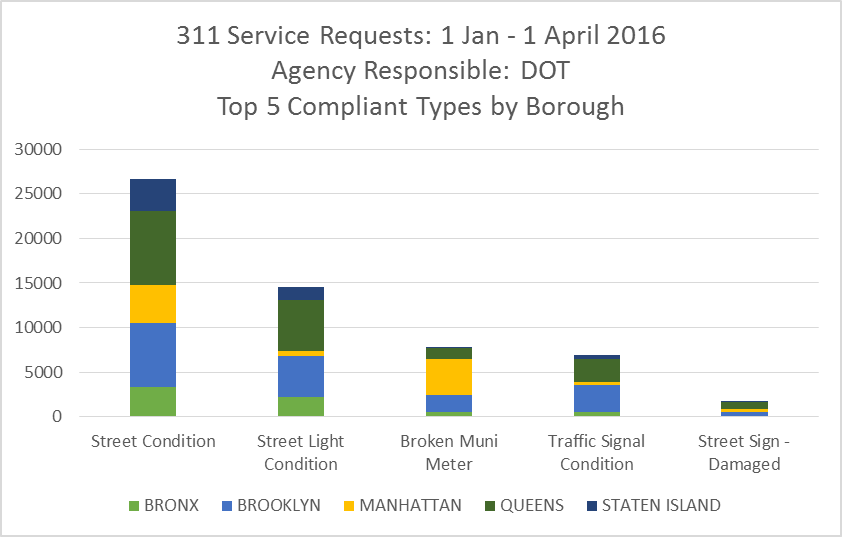 311 Service Requests: 1 Jan - 1 April 2016
Agency Responsible: DOT
Top 5 Compliant Types by Borough
30000
25000
20000
15000
10000
5000
0
Street Condition
Street Light
Condition
Broken Muni
Meter
Traffic Signal
Condition
Street Sign -
Damaged
BRONX BROOKLYN MANHATTAN QUEENS STATEN ISLAND